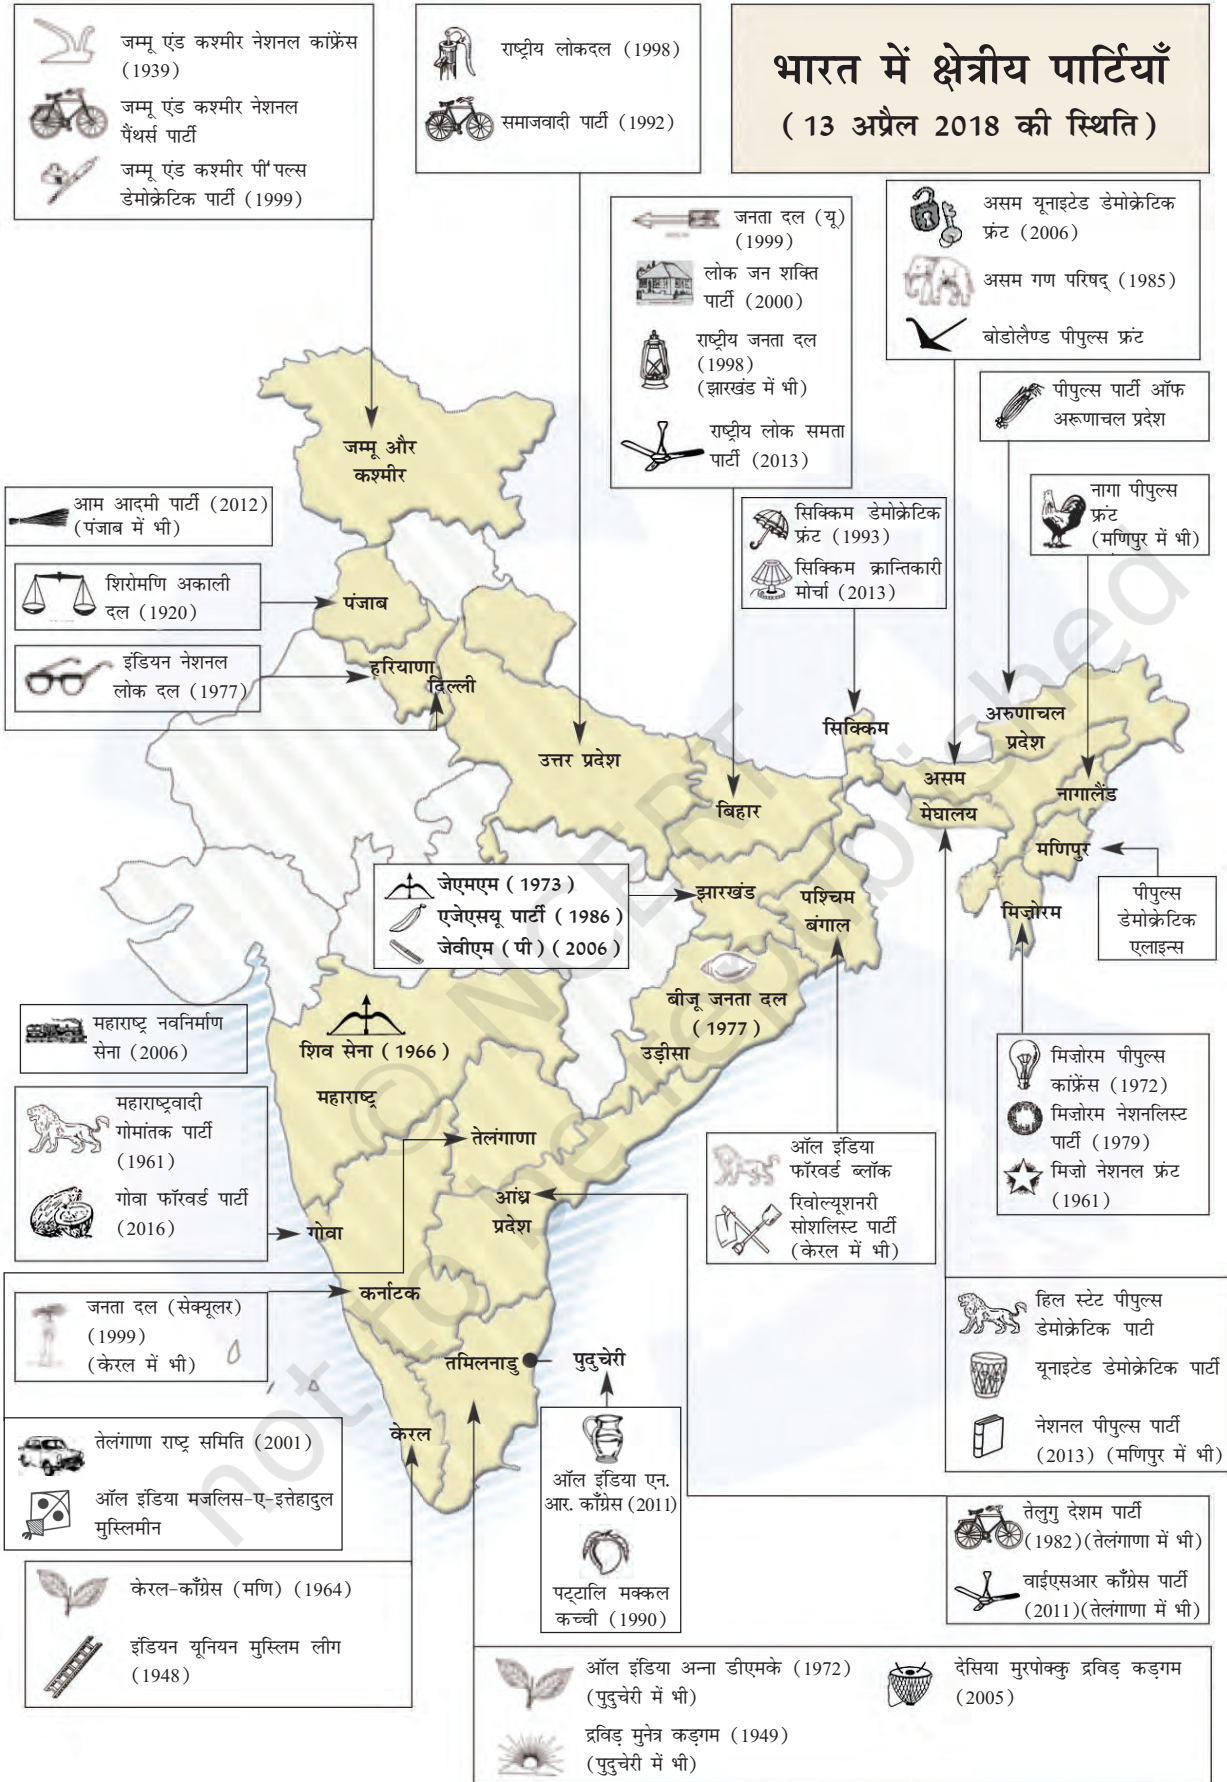 भारत में क्षेत्रीय पार्टियाँ
( 13 अप्रैल 2018 की स्थिति )
जम्मू एंड कश्मीर नेशनल कांफ्रेंस
(1939)
जम्मू एंड कश्मीर नेशनल
पैंथर्स पार्टी
जम्मू एंड कश्मीर पी'पल्स
डेमोक्रेटिक पार्टी (1999)
राष्ट्रीय लोकदल (1998)
समाजवादी पार्टी (1992)
जनता दल (यू)
(1999)
लोक जन शक्ति
पार्टी (2000)
राष्ट्रीय जनता दल
(1998)
(झारखंड में भी)
राष्ट्रीय लोक समता
पार्टी (2013)
असम यूनाइटेड डेमोक्रेटिक
फ्रंट (2006)
असम गण परिषद् (1985)
बोडोलैण्ड पीपुल्स फ्रंट
पीपुल्स पार्टी ऑफ
अरूणाचल प्रदेश
नागा पीपुल्स
फ्रंट
(मणिपुर में भी)
सिक्किम डेमोक्रेटिक
फ्रंट (1993)
सिक्किम क्रान्तिकारी
मोर्चा (2013)
आम आदमी पार्टी (2012)
(पंजाब में भी)
शिरोमणि अकाली
दल (1920)
इंडियन नेशनल
लोक दल (1977)
जम्मू और
कश्मीर
पंजाब
हरियाणा
दिल्ली
उत्तर प्रदेश
बिहार
सिक्किम
अरुणाचल
प्रदेश
असम
मेघालय
नागालैंड
मणिपुर
मिज़ोरम
झारखंड
पश्चिम
बंगाल
जेएमएम ( 1973 )
एजेएसयू पार्टी ( 1986 )
जेवीएम ( पी ) ( 2006 )
पीपुल्स
डेमोक्रेटिक
एलाइन्स
बीजू जनता दल
(1977)
उड़ीसा
शिव सेना ( 1966 )
महाराष्ट्र
महाराष्ट्र नवनिर्माण
सेना (2006)
महाराष्ट्रवादी
गोमांतक पार्टी
(1961)
गोवा फॉरवर्ड पार्टी
(2016)
गोवा
तेलंगाणा
आंध्र
प्रदेश
कर्नाटक
तमिलनाडु
पुदुचेरी
केरल
मिज़ोरम पीपुल्स
कांफ्रेंस (1972)
मिज़ोरम नेशनलिस्ट
पार्टी (1979)
मिज़ो नेशनल फ्रंट
(1961)
ऑल इंडिया
फॉरवर्ड ब्लॉक
रिवोल्यूशनरी
सोशलिस्ट पार्टी
(केरल में भी)
जनता दल (सेक्यूलर)
(1999)
(केरल में भी)
हिल स्टेट पीपुल्स
डेमोक्रेटिक पाटी
यूनाइटेड डेमोक्रेटिक पार्टी
नेशनल पीपुल्स पार्टी
(2013) (मणिपुर में भी)
तेलंगाणा राष्ट्र समिति (2001)
ऑल इंडिया मजलिस-ए-इत्तेहादुल
मुस्लिमीन
ऑल इंडिया एन.
आर. काँग्रेस (2011)
पट्टालि मक्कल
कच्ची (1990)
तेलुगु देशम पार्टी
(1982)(तेलंगाणा में भी)
वाईएसआर काँग्रेस पार्टी
(2011)(तेलंगाणा में भी)
केरल-काँग्रेस (मणि) (1964)
इंडियन यूनियन मुस्लिम लीग
(1948)
ऑल इंडिया अन्ना डीएमके (1972)
(पुदुचेरी में भी)
द्रविड़ मुनेत्र कड़गम (1949)
(पुदुचेरी में भी)
देसिया मुरपोक्कु द्रविड़ कड़गम
(2005)
© NCERT
not to be republished